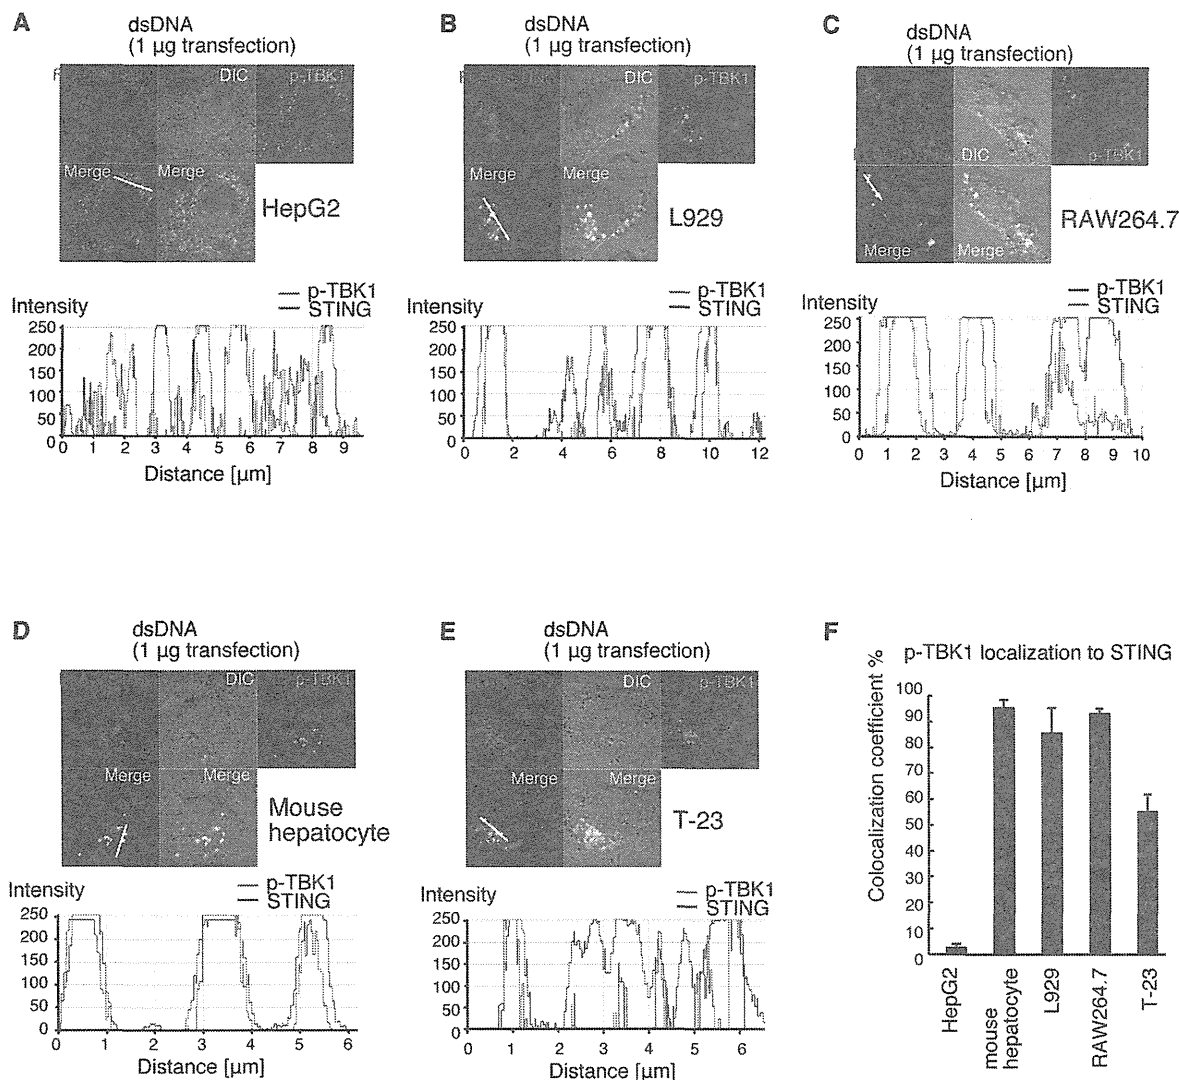 A
dsDNA
(1 µg transfection)
DIC
p-TBK1
Merge
Merge
HepG2
Intensity
p-TBK1
STING
250
200
150
100
50
0
0 1 2 3 4 5 6 7 8 9
Distance [µm]
B
dsDNA
(1 µg transfection)
DIC
p-TBK1
Merge
Merge
L929
Intensity
p-TBK1
STING
250
200
150
100
50
0
0 2 4 6 8 10 12
Distance [µm]
C
dsDNA
(1 µg transfection)
DIC
p-TBK1
Merge
Merge
RAW264.7
Intensity
p-TBK1
STING
250
200
150
100
50
0
0 1 2 3 4 5 6 7 8 9 10
Distance [µm]
D
dsDNA
(1 µg transfection)
DIC
p-TBK1
Merge
Merge
Mouse
hepatocyte
Intensity
p-TBK1
STING
250
200
150
100
50
0
0 1 2 3 4 5 6
Distance [µm]
E
dsDNA
(1 µg transfection)
DIC
p-TBK1
Merge
Merge
T-23
Intensity
p-TBK1
STING
250
200
150
100
50
0
0 1 2 3 4 5 6
Distance [µm]
F
p-TBK1 localization to STING
Colocalization coefficient %
100
90
80
70
60
50
40
30
20
10
0
HepG2
mouse
hepatocyte
L929
RAW264.7
T-23